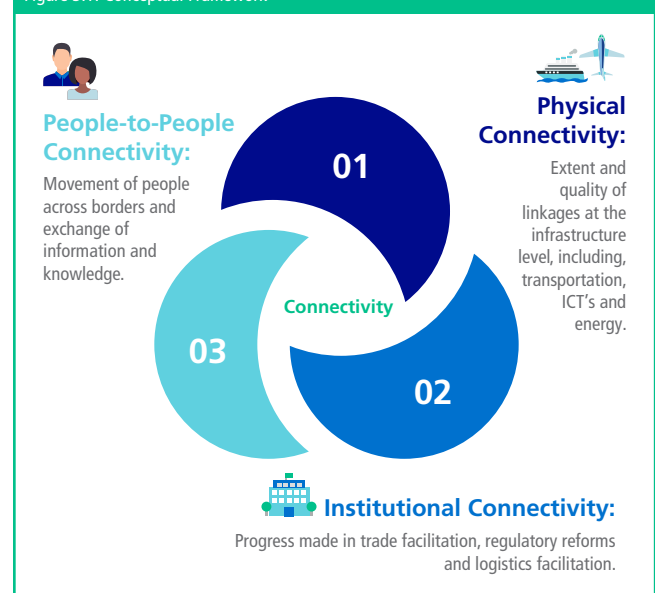 People-to-People
Connectivity:
Movement of people
across borders and
exchange of
information and
knowledge.
Physical
Connectivity:
Extent and
quality of
linkages at the
infrastructure
level, including,
transportation,
ICT's and
energy.
01
Connectivity
03
02
Institutional Connectivity:
Progress made in trade facilitation, regulatory reforms
and logistics facilitation.